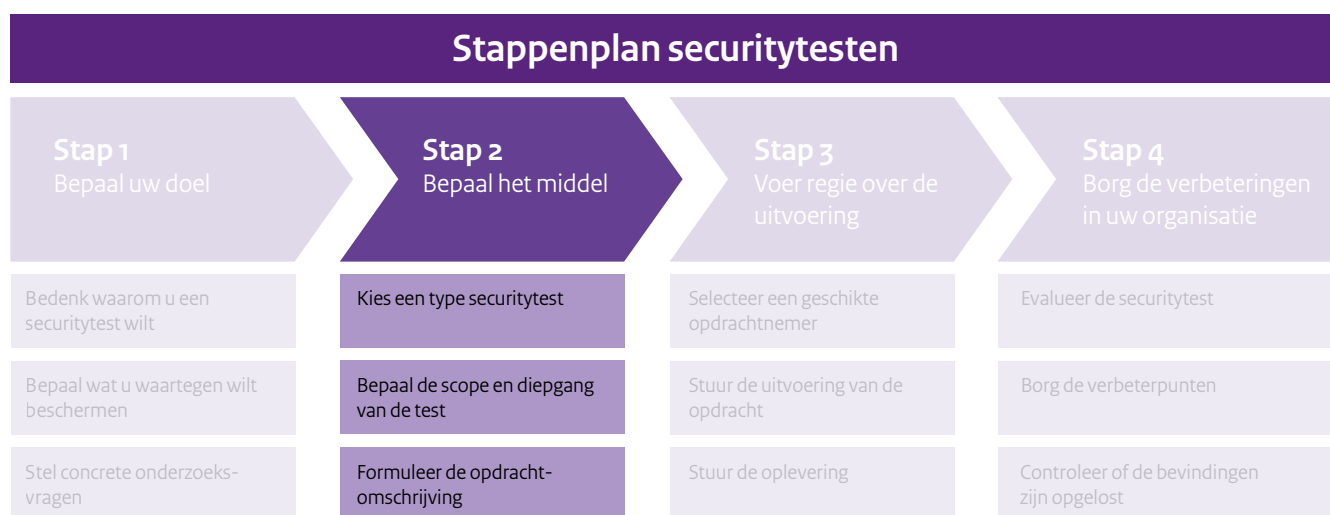 Stappenplan securitytesten
Stap 1
Bepaal uw doel
Stap 2
Bepaal het middel
Stap 3
Voer regie over de
uitvoering
Stap 4
Borg de verbeteringen
in uw organisatie
Bedenk waarom u een
securitytest wilt
Kies een type securitytest
Selecteer een geschikte
opdrachtnemer
Evalueer de securitytest
Bepaal wat u waartegen wilt
beschermen
Bepaal de scope en diepgang
van de test
Stuur de uitvoering van de
opdracht
Borg de verbeterpunten
Stel concrete onderzoeks-
vragen
Formuleer de opdracht-
omschrijving
Stuur de oplevering
Controleer of de bevindingen
zijn opgelost